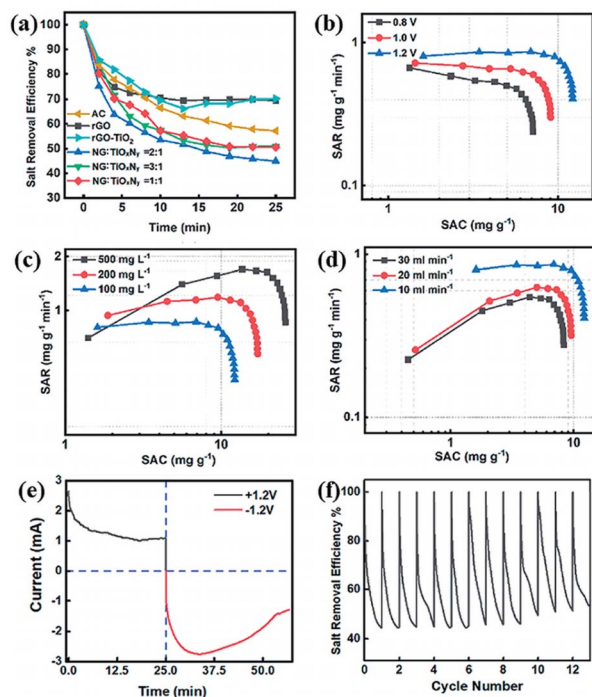 (a)
Salt Removal Efficiency %
100
90
80
70
60
50
40
30
AC
rGO
rGO-TiO₂
NG:TiOₓNᵧ =2:1
NG:TiOₓNᵧ =3:1
NG:TiOₓNᵧ =1:1
0 5 10 15 20 25
Time (min)
(b)
SAR (mg g⁻¹ min⁻¹)
1
0.1
0.8 V
1.0 V
1.2 V
1 10
SAC (mg g⁻¹)
(c)
SAR (mg g⁻¹ min⁻¹)
1
500 mg L⁻¹
200 mg L⁻¹
100 mg L⁻¹
1 10
SAC (mg g⁻¹)
(d)
SAR (mg g⁻¹ min⁻¹)
1
0.1
30 ml min⁻¹
20 ml min⁻¹
10 ml min⁻¹
1 10
SAC (mg g⁻¹)
(e)
Current (mA)
3
2
1
0
-1
-2
-3
+1.2V
-1.2V
0.0 12.5 25.0 37.5 50.0
Time (min)
(f)
Salt Removal Efficiency %
100
80
60
40
0 2 4 6 8 10 12
Cycle Number